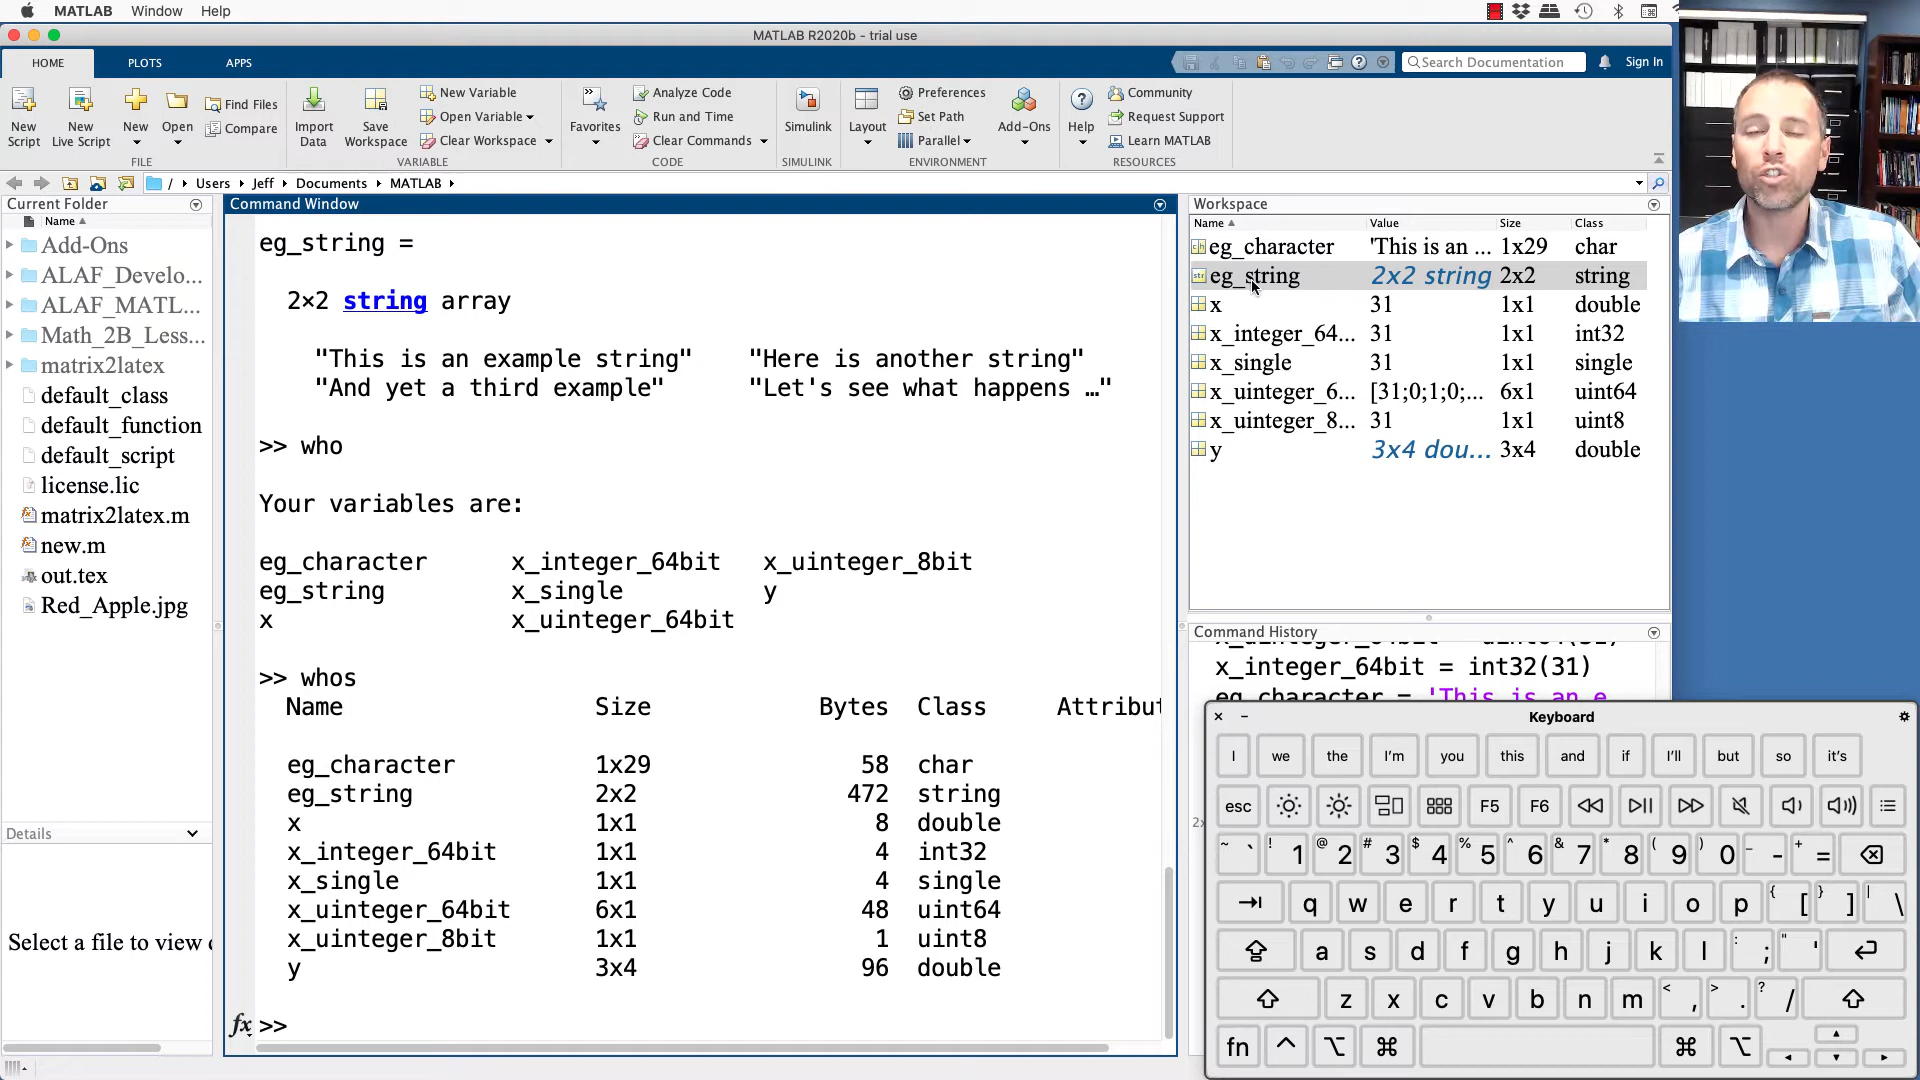 MATLAB Window Help
MATLAB R2020b - trial use
HOME PLOTS APPS
Search Documentation
Sign In
New Script
New Live Script
New
Open
Find Files
Compare
FILE
Import Data
Save Workspace
New Variable
Open Variable
Clear Workspace
VARIABLE
Favorites
Analyze Code
Run and Time
Clear Commands
CODE
Simulink
SIMULINK
Layout
Preferences
Set Path
Parallel
Add-Ons
ENVIRONMENT
Help
Community
Request Support
Learn MATLAB
RESOURCES
/ Users Jeff Documents MATLAB
Current Folder
Name
Add-Ons
ALAF_Develo...
ALAF_MATL...
Math_2B_Less...
matrix2latex
default_class
default_function
default_script
license.lic
matrix2latex.m
new.m
out.tex
Red_Apple.jpg
Details
Select a file to view
Command Window
eg_string =
2×2 string array
"This is an example string" "Here is another string"
"And yet a third example" "Let's see what happens …"
>> who
Your variables are:
eg_character x_integer_64bit x_uinteger_8bit
eg_string x_single y
x x_uinteger_64bit
>> whos
Name Size Bytes Class Attribut
eg_character 1x29 58 char
eg_string 2x2 472 string
x 1x1 8 double
x_integer_64bit 1x1 4 int32
x_single 1x1 4 single
x_uinteger_64bit 6x1 48 uint64
x_uinteger_8bit 1x1 1 uint8
y 3x4 96 double
fx >>
Workspace
Name Value Size Class
eg_character 'This is an ... 1x29 char
eg_string 2x2 string 2x2 string
x 31 1x1 double
x_integer_64... 31 1x1 int32
x_single 31 1x1 single
x_uinteger_6... [31;0;1;0;... 6x1 uint64
x_uinteger_8... 31 1x1 uint8
y 3x4 dou... 3x4 double
Command History
x_integer_64bit = int32(31)
eg_character = 'This is an e
Keyboard
I we the I'm you this and if I'll but so it's
esc F5 F6
~ ` ! 1 @ 2 # 3 $ 4 % 5 ^ 6 & 7 * 8 ( 9 ) 0 _ - + =
q w e r t y u i o p { [ } ] | \
a s d f g h j k l : ; " '
z x c v b n m < , > . ? /
fn ^ ⌥ ⌘ ⌘ ⌥